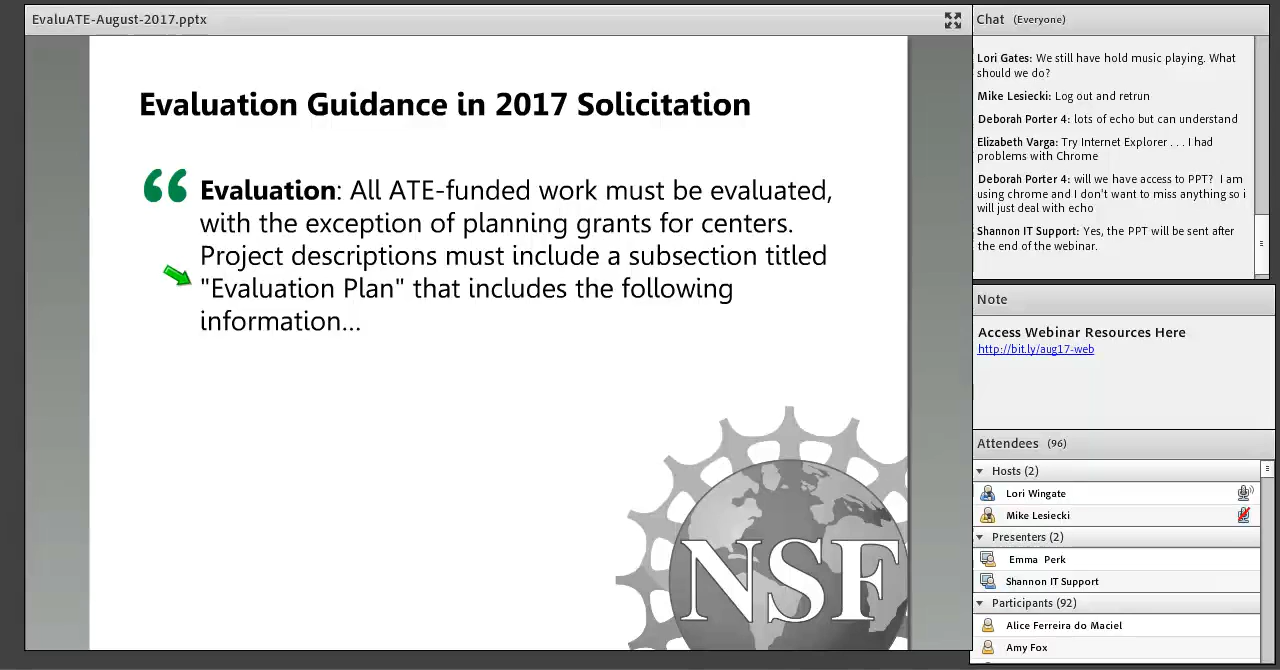 EvaluATE-August-2017.pptx
Evaluation Guidance in 2017 Solicitation
“
Evaluation: All ATE-funded work must be evaluated,
with the exception of planning grants for centers.
Project descriptions must include a subsection titled
"Evaluation Plan" that includes the following
information...
NSF
Chat (Everyone)
Lori Gates: We still have hold music playing. What
should we do?
Mike Lesiecki: Log out and retrun
Deborah Porter 4: lots of echo but can understand
Elizabeth Varga: Try Internet Explorer . . . I had
problems with Chrome
Deborah Porter 4: will we have access to PPT? I am
using chrome and I don't want to miss anything so i
will just deal with echo
Shannon IT Support: Yes, the PPT will be sent after
the end of the webinar.
Note
Access Webinar Resources Here
http://bit.ly/aug17-web
Attendees (96)
Hosts (2)
Lori Wingate
Mike Lesiecki
Presenters (2)
Emma Perk
Shannon IT Support
Participants (92)
Alice Ferreira do Maciel
Amy Fox